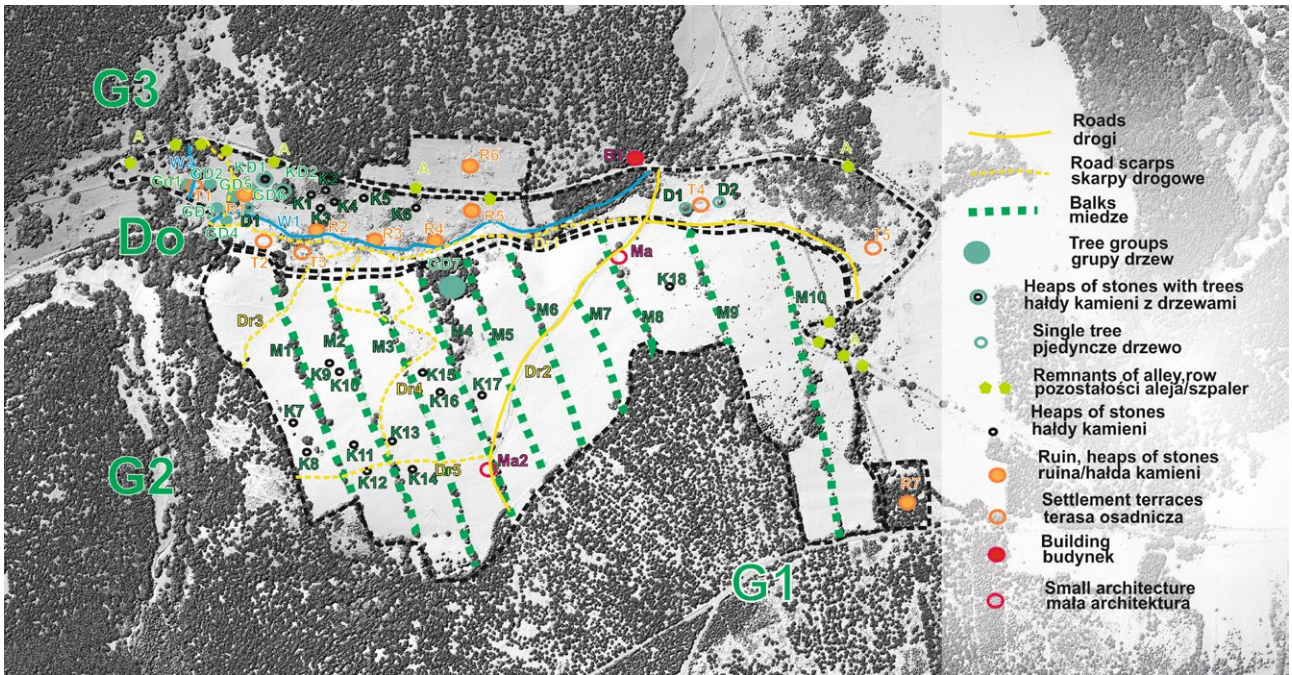 G3
A
A
W2
KD1
KD2
GD2
Gd1
GD5
GD6
T1
GD3
GD4
D1
K2
K1
K3
K4
K5
K6
A
R6
R5
B1
A
D1
T4
D2
T5
Do
W1
R2
R3
R4
Dr1
T2
T3
GD7
Ma
K18
Dr3
M1
M2
M3
M4
M5
M6
M7
M8
M9
M10
A
K9
K10
Dr4
K15
K16
K17
Dr2
K7
K8
K11
K13
K12
K14
Dr5
Ma2
G2
R7
G1
Roads
drogi
Road scarps
skarpy drogowe
Balks
miedze
Tree groups
grupy drzew
Heaps of stones with trees
hałdy kamieni z drzewami
Single tree
pjedyncze drzewo
Remnants of alley,row
pozostałości aleja/szpaler
Heaps of stones
hałdy kamieni
Ruin, heaps of stones
ruina/hałda kamieni
Settlement terraces
terasa osadnicza
Building
budynek
Small architecture
mała architektura